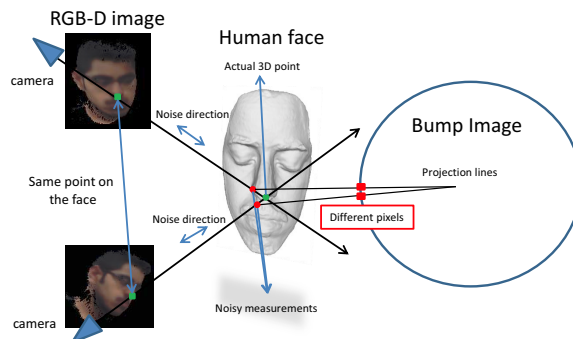 RGB-D image
Human face
camera
Actual 3D point
Noise direction
Bump Image
Projection lines
Same point on
the face
Noise direction
Different pixels
Noisy measurements
camera